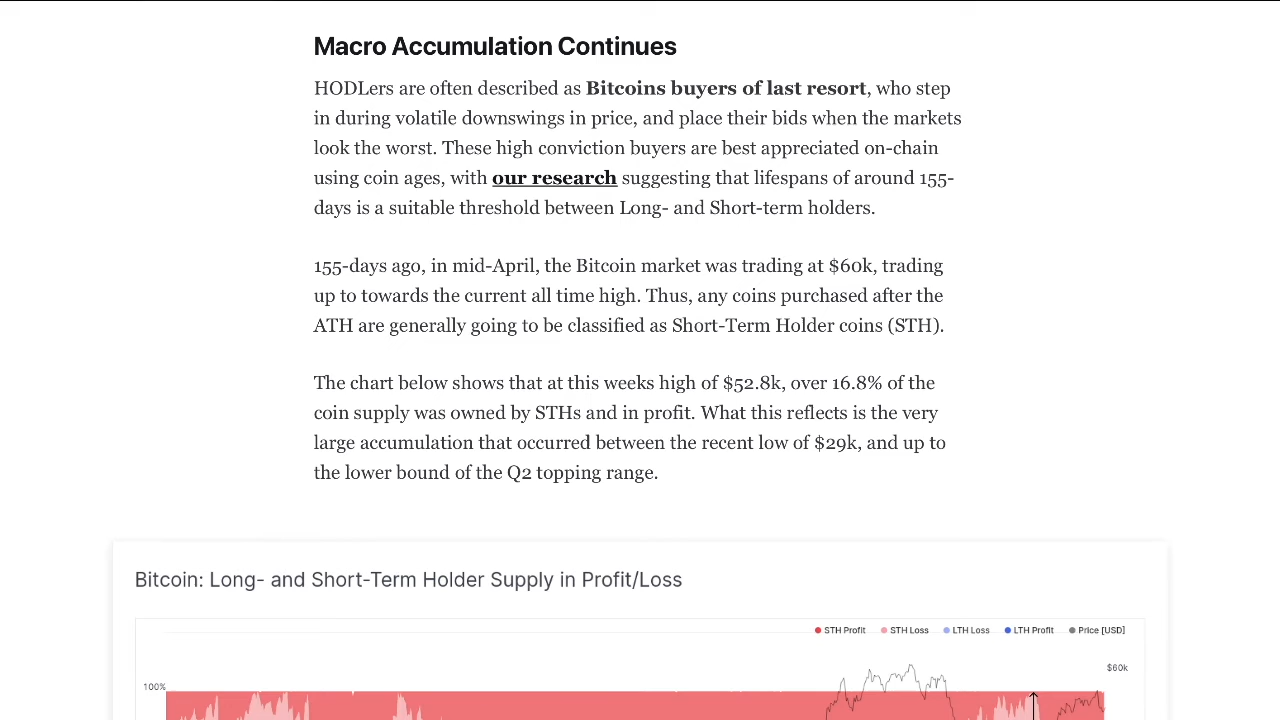 Macro Accumulation Continues
HODLers are often described as Bitcoins buyers of last resort, who step
in during volatile downswings in price, and place their bids when the markets
look the worst. These high conviction buyers are best appreciated on-chain
using coin ages, with our research suggesting that lifespans of around 155-
days is a suitable threshold between Long- and Short-term holders.
155-days ago, in mid-April, the Bitcoin market was trading at $60k, trading
up to towards the current all time high. Thus, any coins purchased after the
ATH are generally going to be classified as Short-Term Holder coins (STH).
The chart below shows that at this weeks high of $52.8k, over 16.8% of the
coin supply was owned by STHs and in profit. What this reflects is the very
large accumulation that occurred between the recent low of $29k, and up to
the lower bound of the Q2 topping range.
Bitcoin: Long- and Short-Term Holder Supply in Profit/Loss
STH Profit STH Loss LTH Loss LTH Profit Price [USD]
$60k
100%